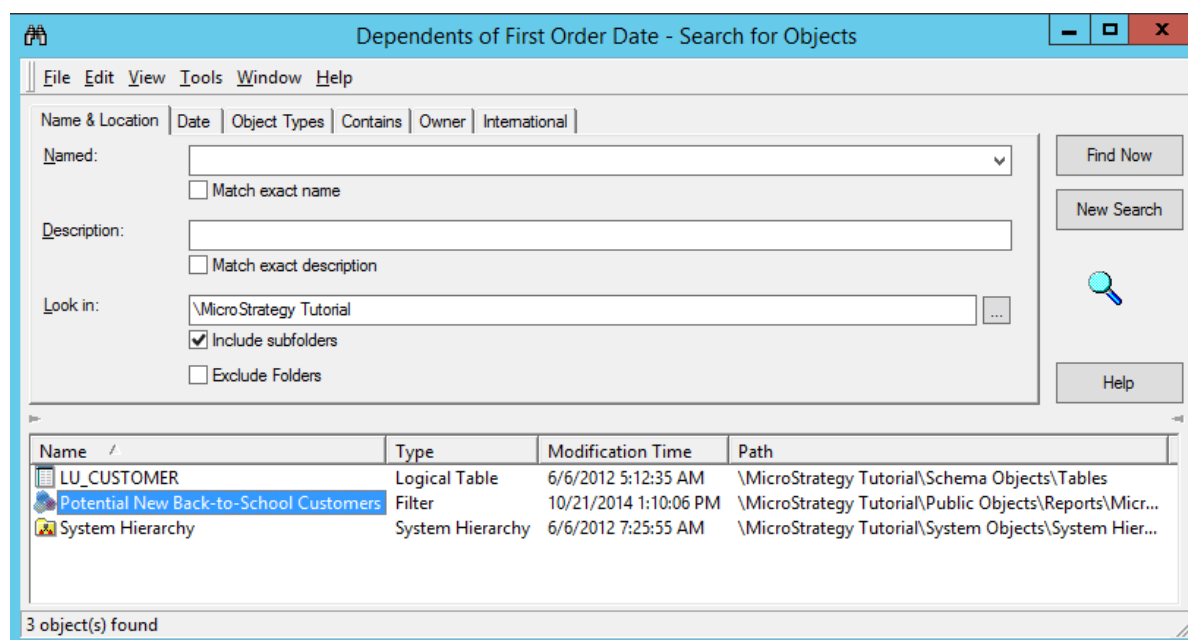 Dependents of First Order Date - Search for Objects
File Edit View Tools Window Help
Name & Location Date Object Types Contains Owner International
Named:
Match exact name
Find Now
New Search
Description:
Match exact description
Look in: \MicroStrategy Tutorial ...
Include subfolders
Exclude Folders
Help
Name Type Modification Time Path
LU_CUSTOMER Logical Table 6/6/2012 5:12:35 AM \MicroStrategy Tutorial\Schema Objects\Tables
Potential New Back-to-School Customers Filter 10/21/2014 1:10:06 PM \MicroStrategy Tutorial\Public Objects\Reports\Micr...
System Hierarchy System Hierarchy 6/6/2012 7:25:55 AM \MicroStrategy Tutorial\System Objects\System Hier...
3 object(s) found